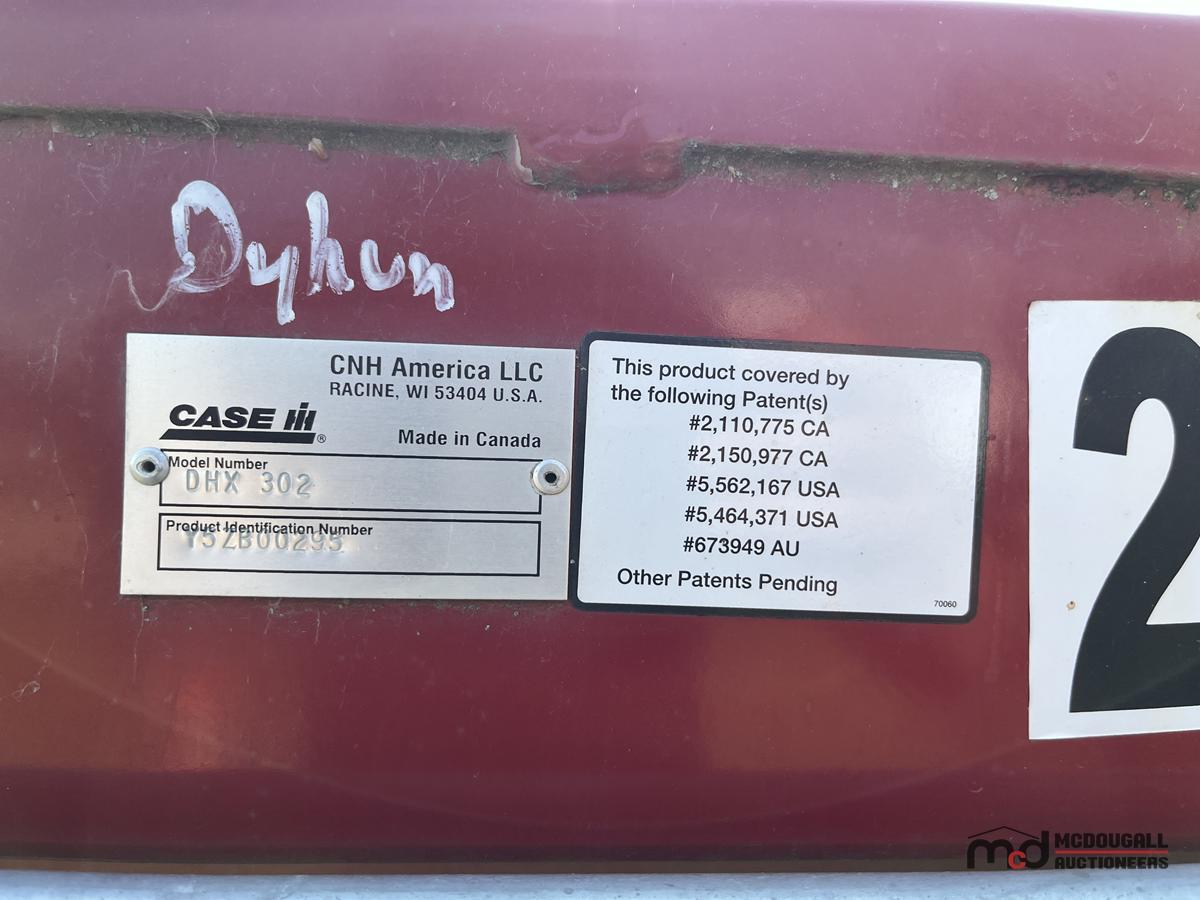 Dyhun
CNH America LLC
RACINE, WI 53404 U.S.A.
CASE IH®
Made in Canada
Model Number
DHX 302
Product Identification Number
Y5ZB00295
This product covered by
the following Patent(s)
#2,110,775 CA
#2,150,977 CA
#5,562,167 USA
#5,464,371 USA
#673949 AU
Other Patents Pending
70060
2
mcd MCDOUGALL
AUCTIONEERS